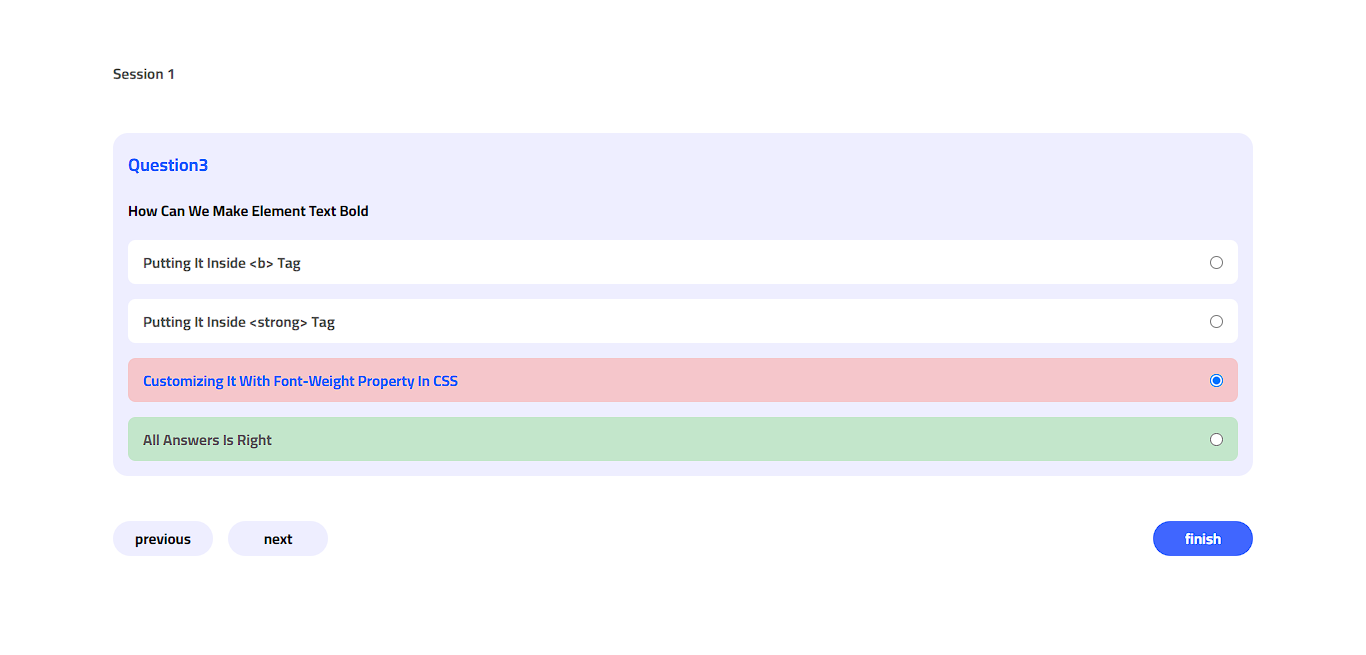 Session 1
Question3
How Can We Make Element Text Bold
Putting It Inside <b> Tag
Putting It Inside <strong> Tag
Customizing It With Font-Weight Property In CSS
All Answers Is Right
previous next finish